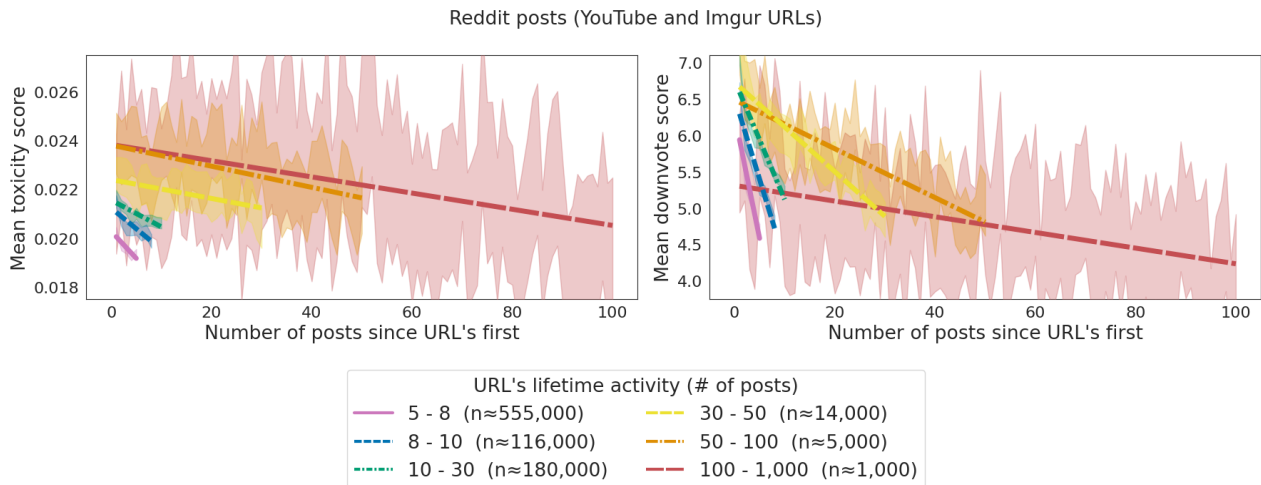 Reddit posts (YouTube and Imgur URLs)
Mean toxicity score
0.026
0.024
0.022
0.020
0.018
0 20 40 60 80 100
Number of posts since URL's first
Mean downvote score
7.0
6.5
6.0
5.5
5.0
4.5
4.0
0 20 40 60 80 100
Number of posts since URL's first
URL's lifetime activity (# of posts)
5 - 8 (n≈555,000)
8 - 10 (n≈116,000)
10 - 30 (n≈180,000)
30 - 50 (n≈14,000)
50 - 100 (n≈5,000)
100 - 1,000 (n≈1,000)